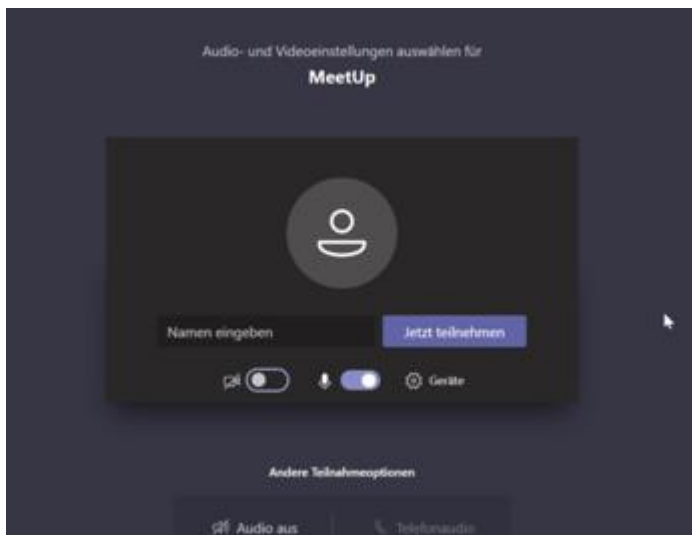 Audio- und Videoeinstellungen auswählen für
MeetUp
Namen eingeben
Jetzt teilnehmen
Geräte
Andere Teilnahmeoptionen
Audio aus
Telefonaudio